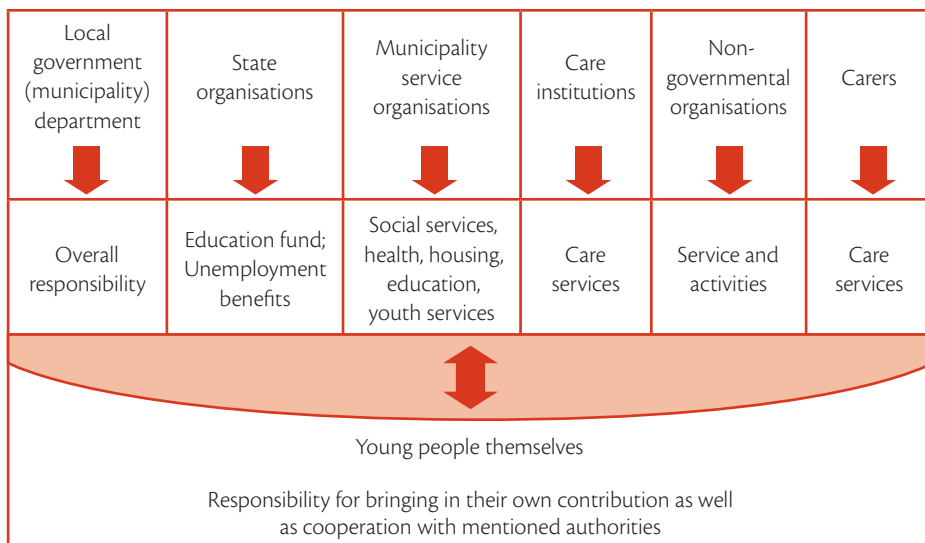 Local
government
(municipality)
department
State
organisations
Municipality
service
organisations
Care
institutions
Non-
governmental
organisations
Carers
Overall
responsibility
Education fund;
Unemployment
benefits
Social services,
health, housing,
education,
youth services
Care
services
Service and
activities
Care
services
Young people themselves
Responsibility for bringing in their own contribution as well
as cooperation with mentioned authorities